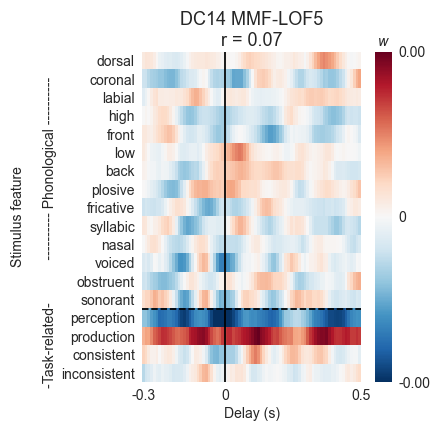 DC14 MMF-LOF5
r = 0.07
w
dorsal
coronal
labial
high
front
low
back
plosive
fricative
syllabic
nasal
voiced
obstruent
sonorant
perception
production
consistent
inconsistent
Stimulus feature
-Task-related- ----------- Phonological -----------
0.00
0
-0.00
-0.3 0 0.5
Delay (s)